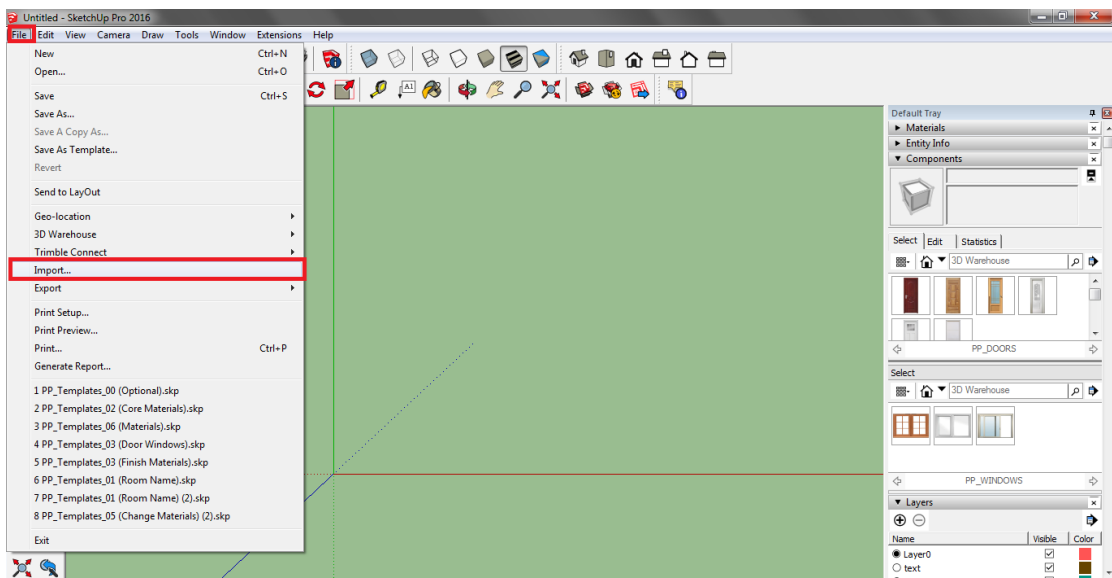 Untitled - SketchUp Pro 2016
File Edit View Camera Draw Tools Window Extensions Help
New Ctrl+N
Open... Ctrl+O
Save Ctrl+S
Save As...
Save A Copy As...
Save As Template...
Revert
Send to LayOut
Geo-location
3D Warehouse
Trimble Connect
Import...
Export
Print Setup...
Print Preview...
Print... Ctrl+P
Generate Report...
1 PP_Templates_00 (Optional).skp
2 PP_Templates_02 (Core Materials).skp
3 PP_Templates_06 (Materials).skp
4 PP_Templates_03 (Door Windows).skp
5 PP_Templates_03 (Finish Materials).skp
6 PP_Templates_01 (Room Name).skp
7 PP_Templates_01 (Room Name) (2).skp
8 PP_Templates_05 (Change Materials) (2).skp
Exit
A1
Default Tray
Materials
Entity Info
Components
Select Edit Statistics
3D Warehouse
PP_DOORS
Select
3D Warehouse
PP_WINDOWS
Layers
Name Visible Color
Layer0
text